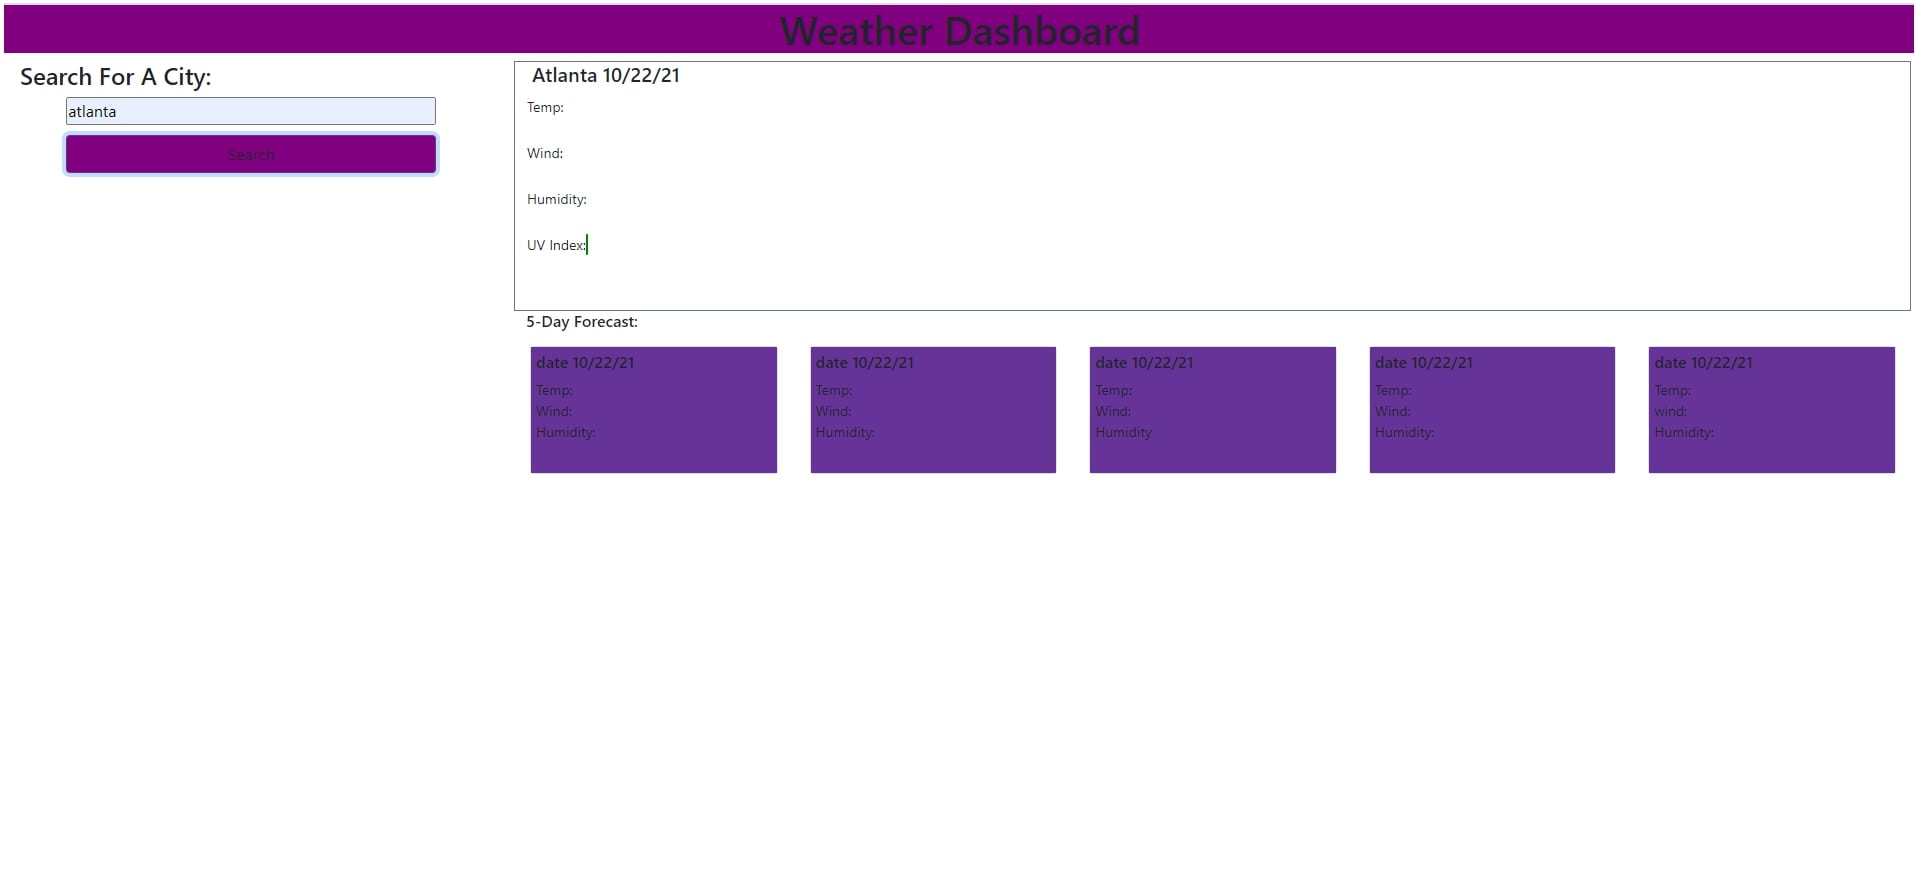 Weather Dashboard
Search For A City:
atlanta
Search
Atlanta 10/22/21
Temp:
Wind:
Humidity:
UV Index:
5-Day Forecast:
date 10/22/21
Temp:
Wind:
Humidity:
date 10/22/21
Temp:
Wind:
Humidity:
date 10/22/21
Temp:
Wind:
Humidity
date 10/22/21
Temp:
Wind:
Humidity:
date 10/22/21
Temp:
wind:
Humidity: